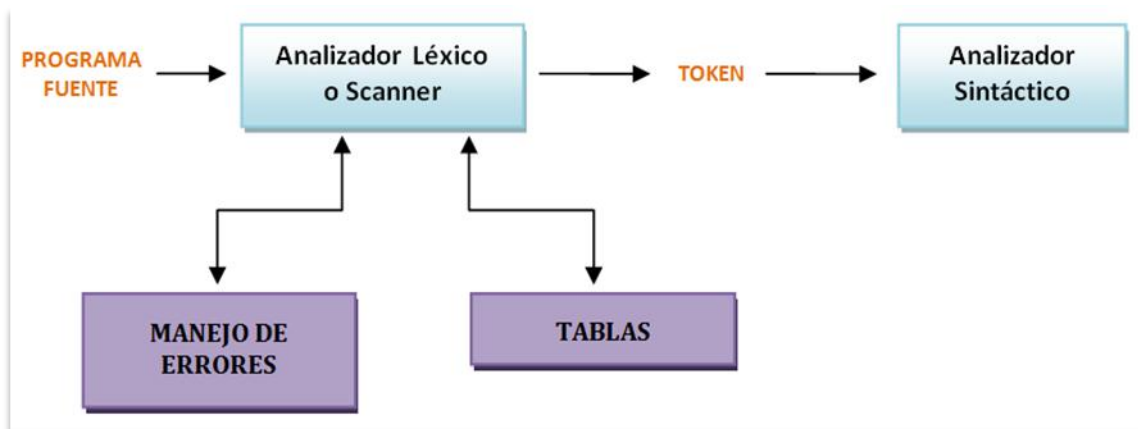 PROGRAMA
FUENTE
Analizador Léxico
o Scanner
TOKEN
Analizador
Sintáctico
MANEJO DE
ERRORES
TABLAS